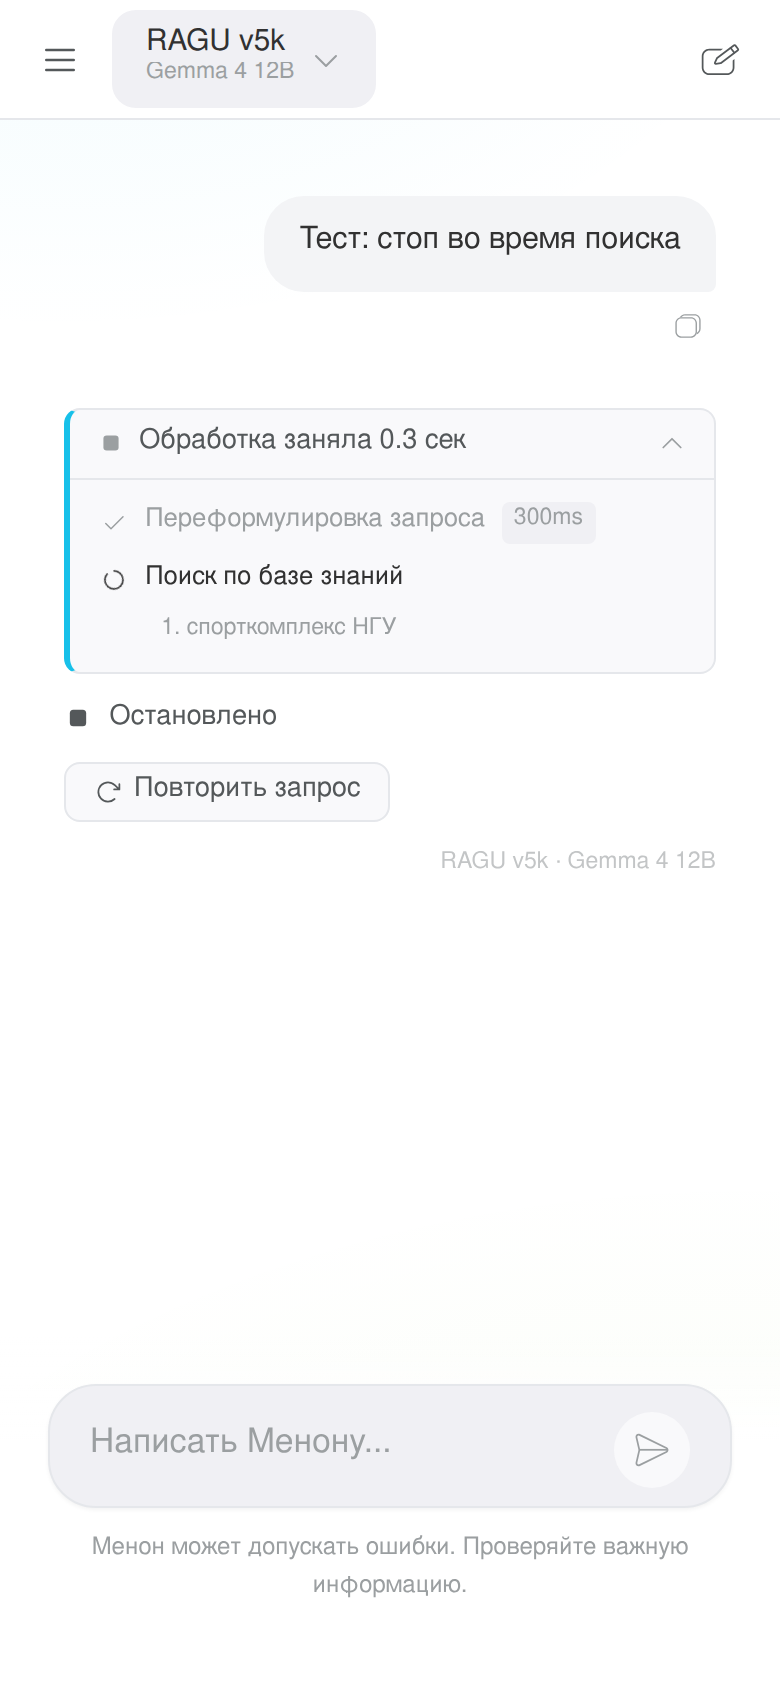 RAGU v5k
Gemma 4 12B
Тест: стоп во время поиска
Обработка заняла 0.3 сек
Переформулировка запроса 300ms
Поиск по базе знаний
1. спорткомплекс НГУ
Остановлено
Повторить запрос
RAGU v5k · Gemma 4 12B
Написать Менону...
Менон может допускать ошибки. Проверяйте важную
информацию.